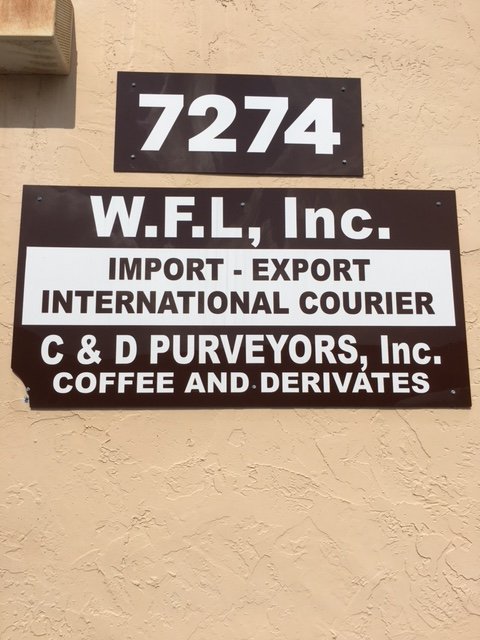 7274
W.F.L, Inc.
IMPORT - EXPORT
INTERNATIONAL COURIER
C & D PURVEYORS, Inc.
COFFEE AND DERIVATES